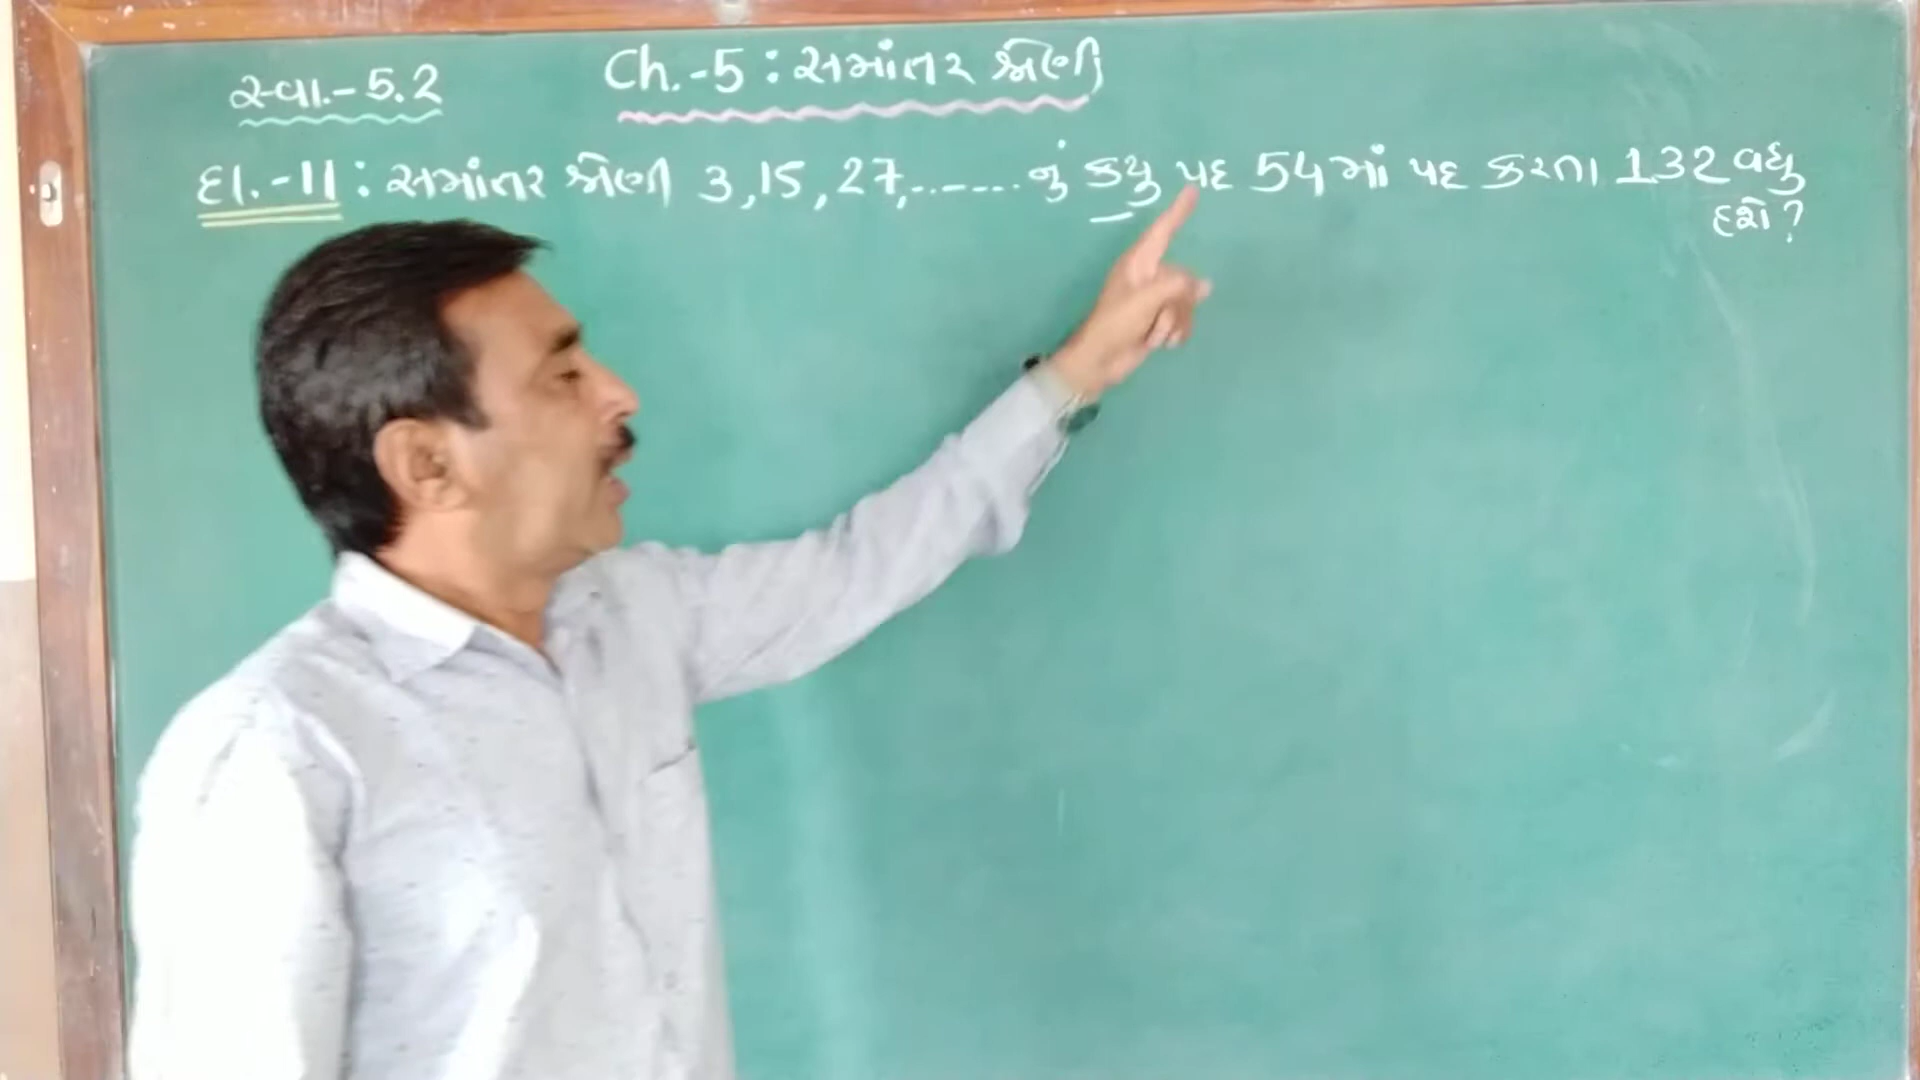 સ્વા.-5.2
Ch.-5 : સમાંતર શ્રેણી
દા.-11 : સમાંતર શ્રેણી 3,15,27,....... નું કયુ પદ 54માં પદ કરતા 132 વધુ
હશે?